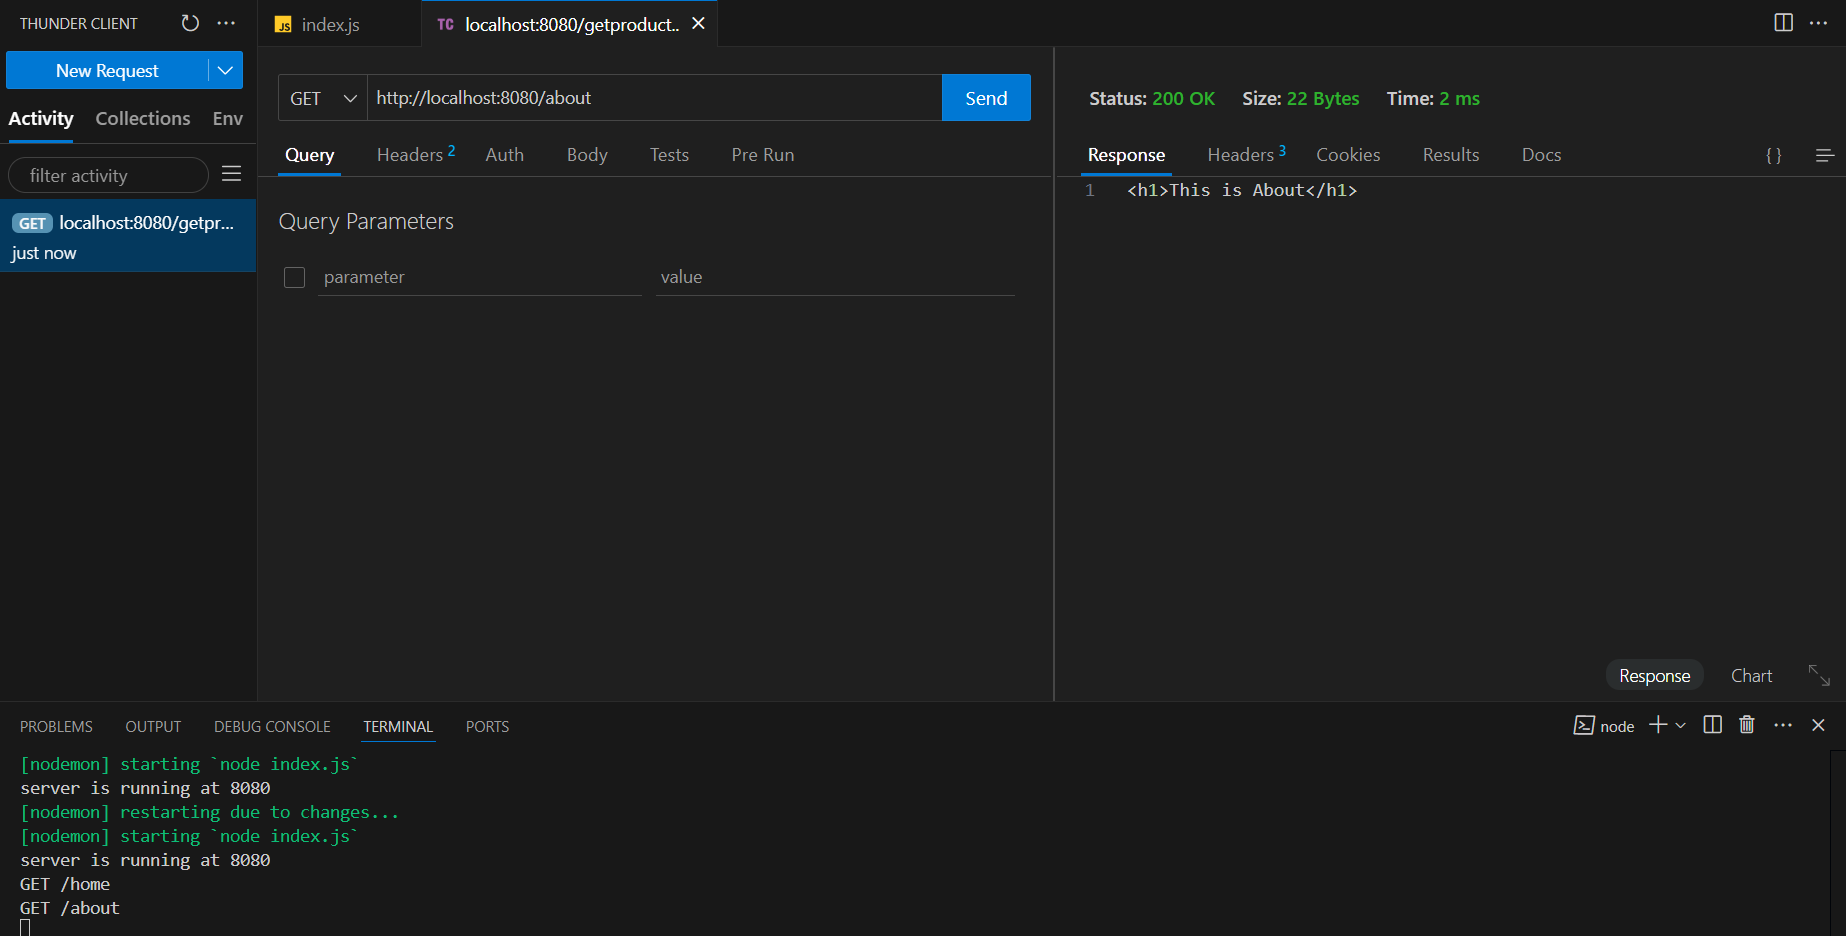 THUNDER CLIENT
New Request
Activity Collections Env
filter activity
GET localhost:8080/getpr...
just now
JS index.js
TC localhost:8080/getproduct..
GET http://localhost:8080/about Send
Query Headers 2 Auth Body Tests Pre Run
Query Parameters
parameter value
Status: 200 OK Size: 22 Bytes Time: 2 ms
Response Headers 3 Cookies Results Docs { }
1 <h1>This is About</h1>
Response Chart
PROBLEMS OUTPUT DEBUG CONSOLE TERMINAL PORTS
node
[nodemon] starting `node index.js`
server is running at 8080
[nodemon] restarting due to changes...
[nodemon] starting `node index.js`
server is running at 8080
GET /home
GET /about